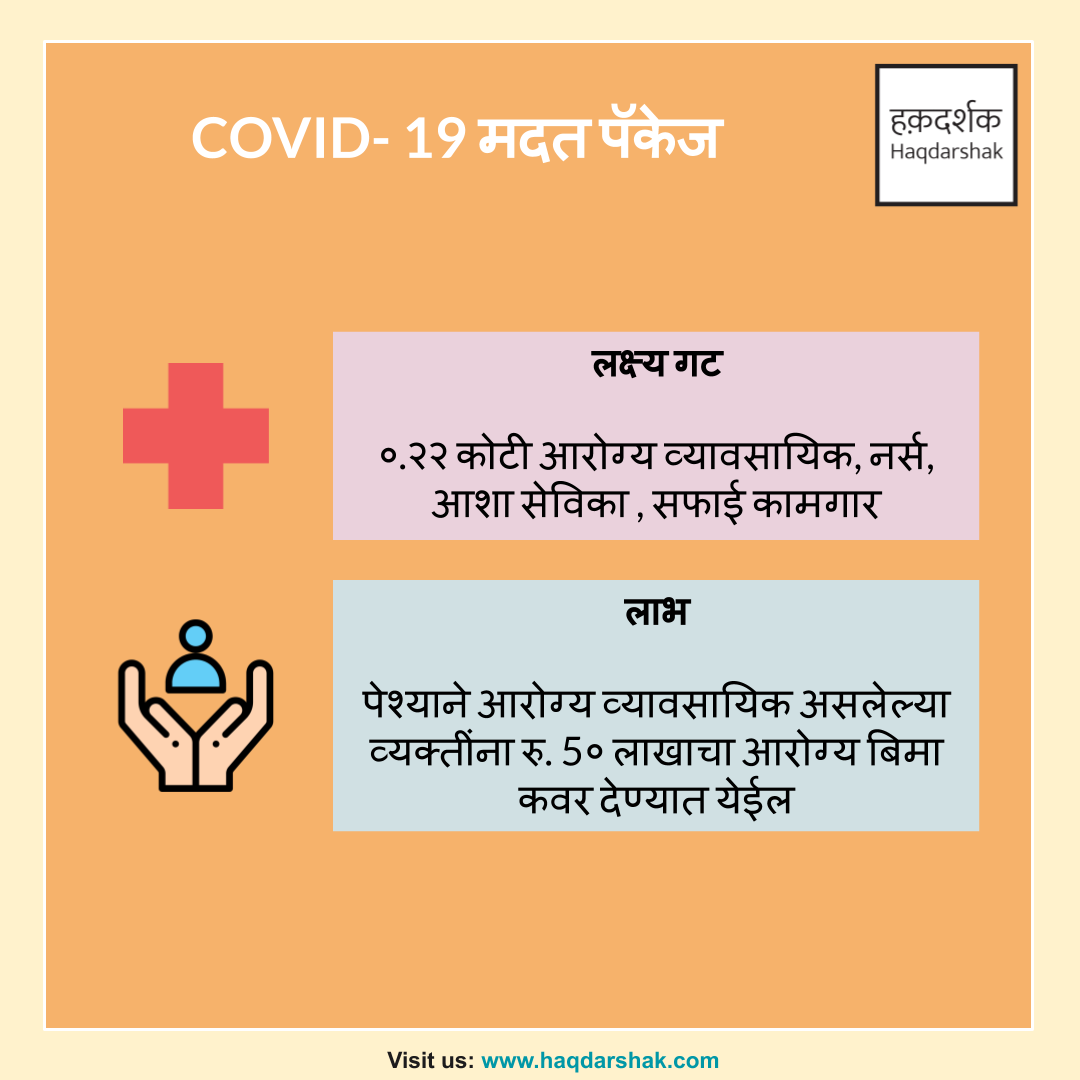 COVID- 19 मदत पॅकेज
हक़दर्शक
Haqdarshak
लक्ष्य गट
०.२२ कोटी आरोग्य व्यावसायिक, नर्स,
आशा सेविका , सफाई कामगार
लाभ
पेश्याने आरोग्य व्यावसायिक असलेल्या
व्यक्तींना रु. 5० लाखाचा आरोग्य बिमा
कवर देण्यात येईल
Visit us: www.haqdarshak.com